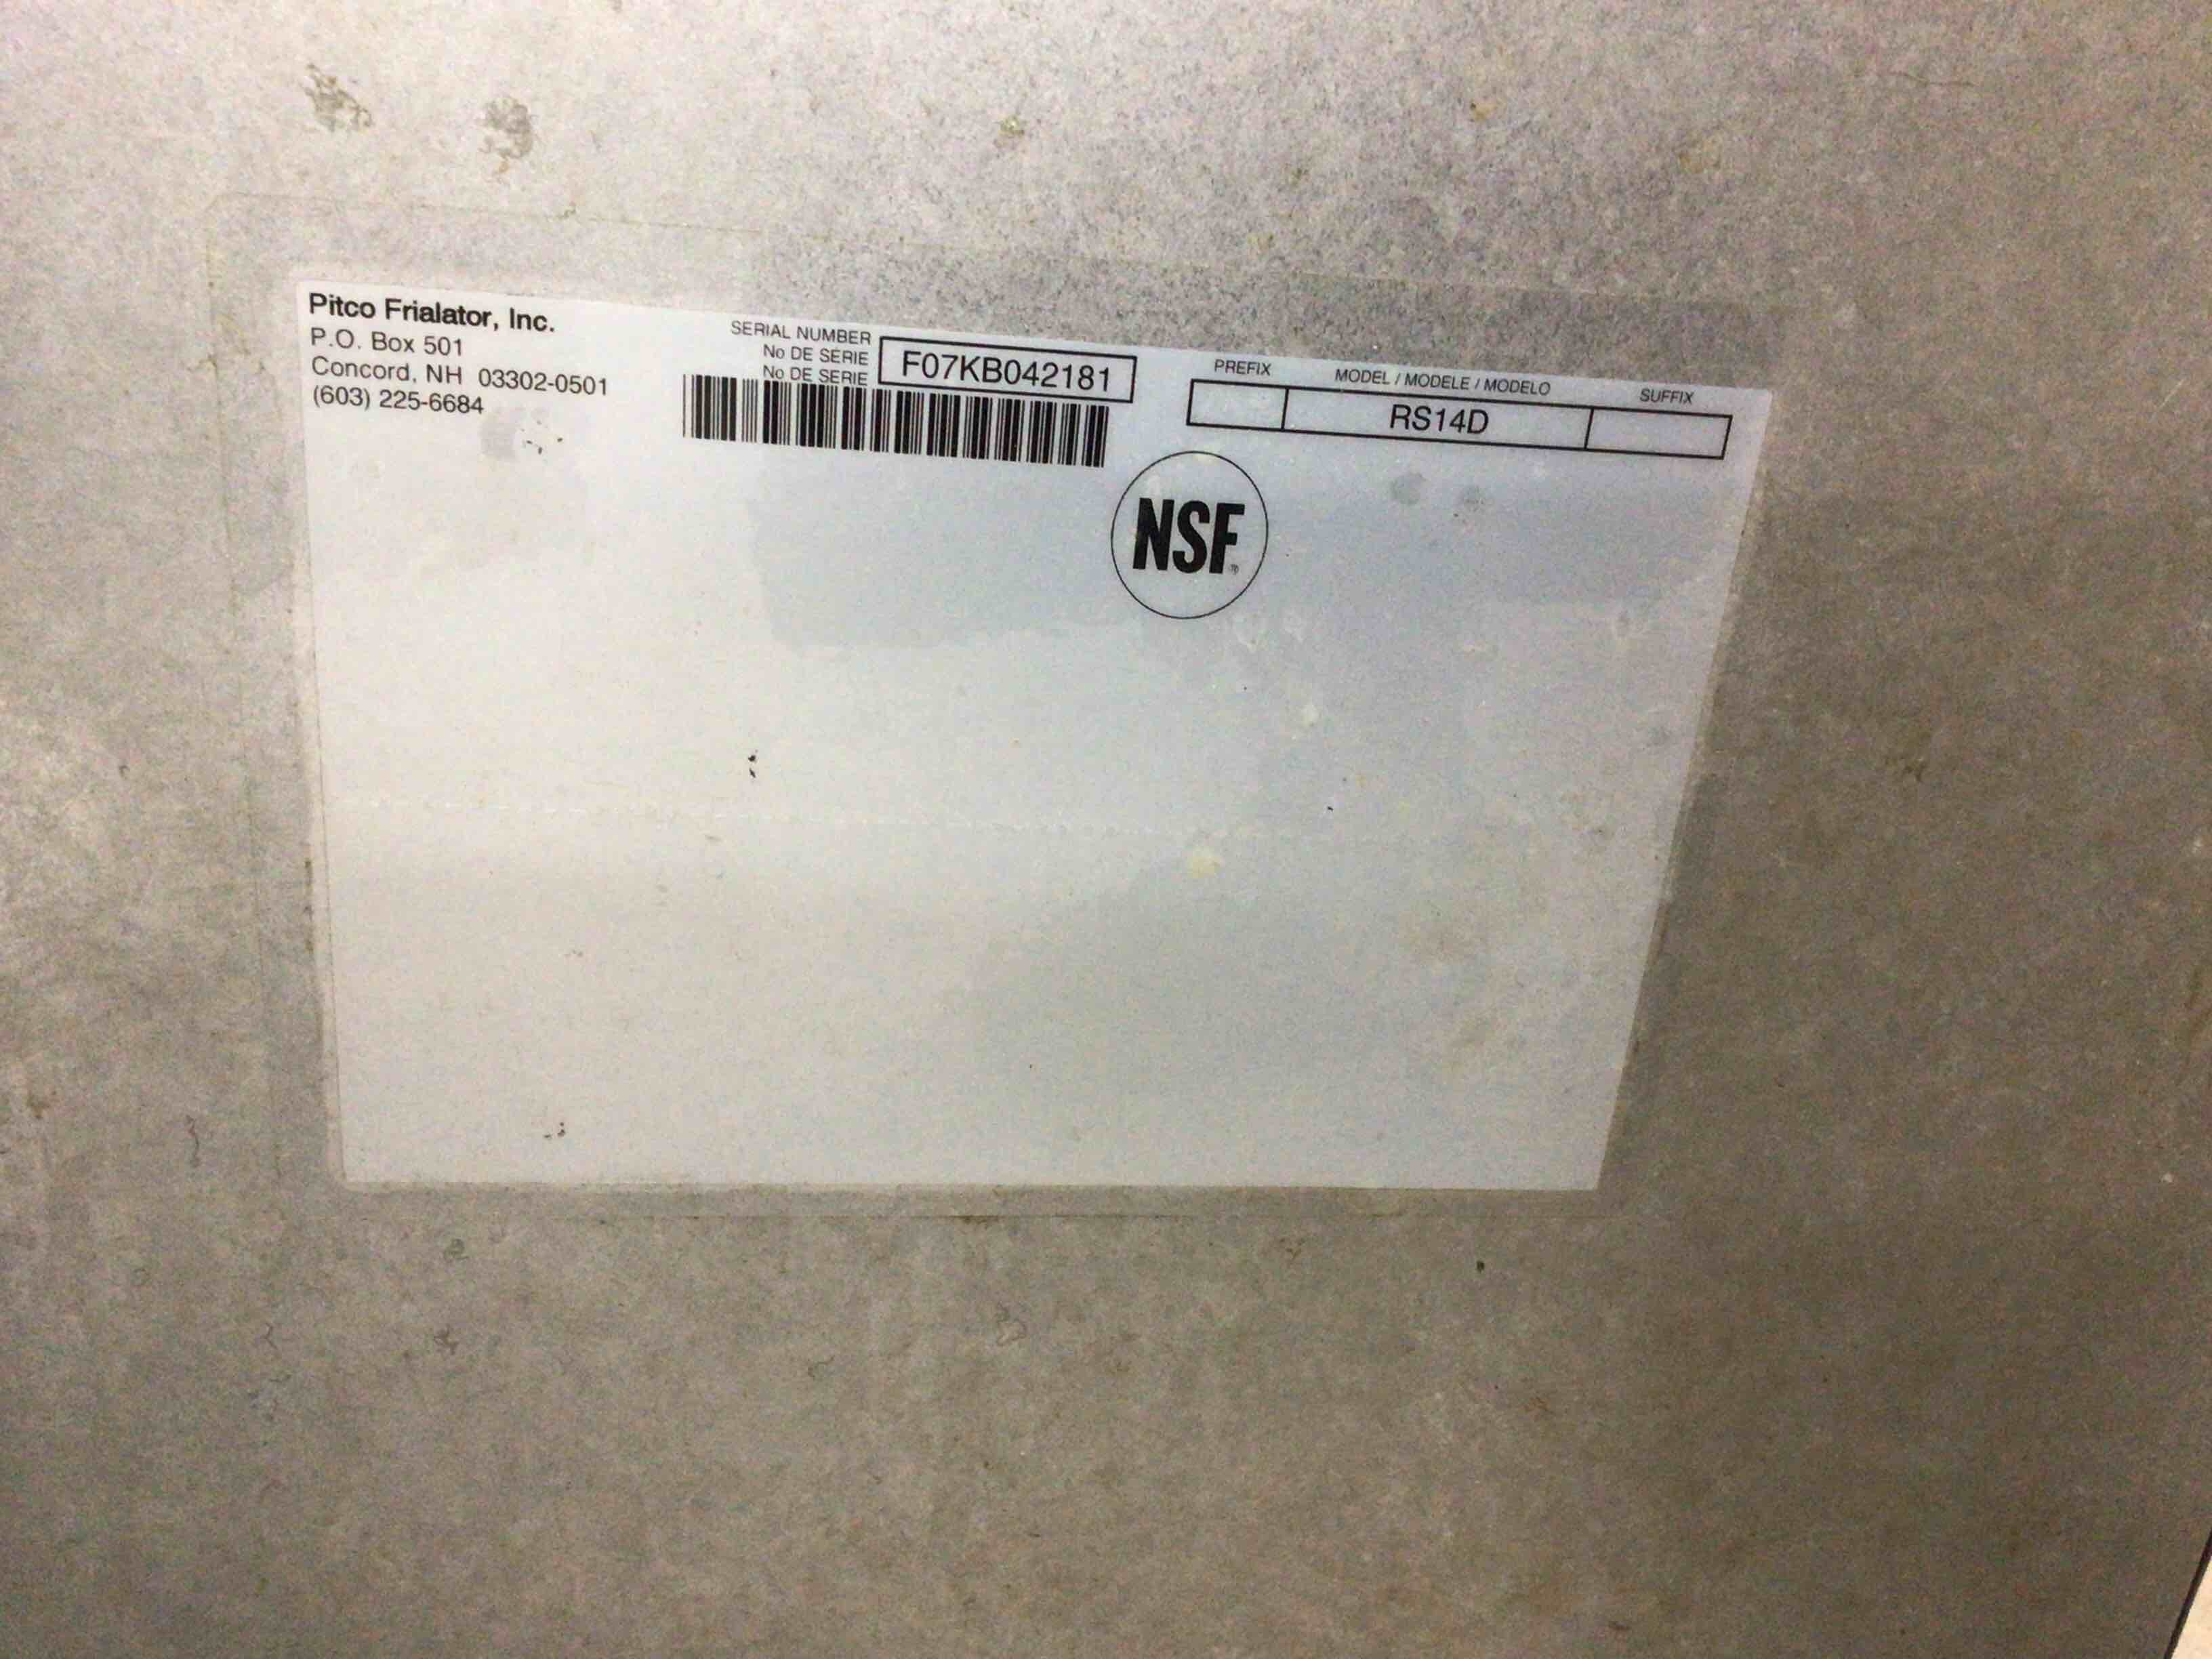 Pitco Frialator, Inc.
P.O. Box 501
Concord, NH 03302-0501
(603) 225-6684
SERIAL NUMBER
No DE SERIE
No DE SERIE
F07KB042181
PREFIX
MODEL / MODELE / MODELO
SUFFIX
RS14D
NSF